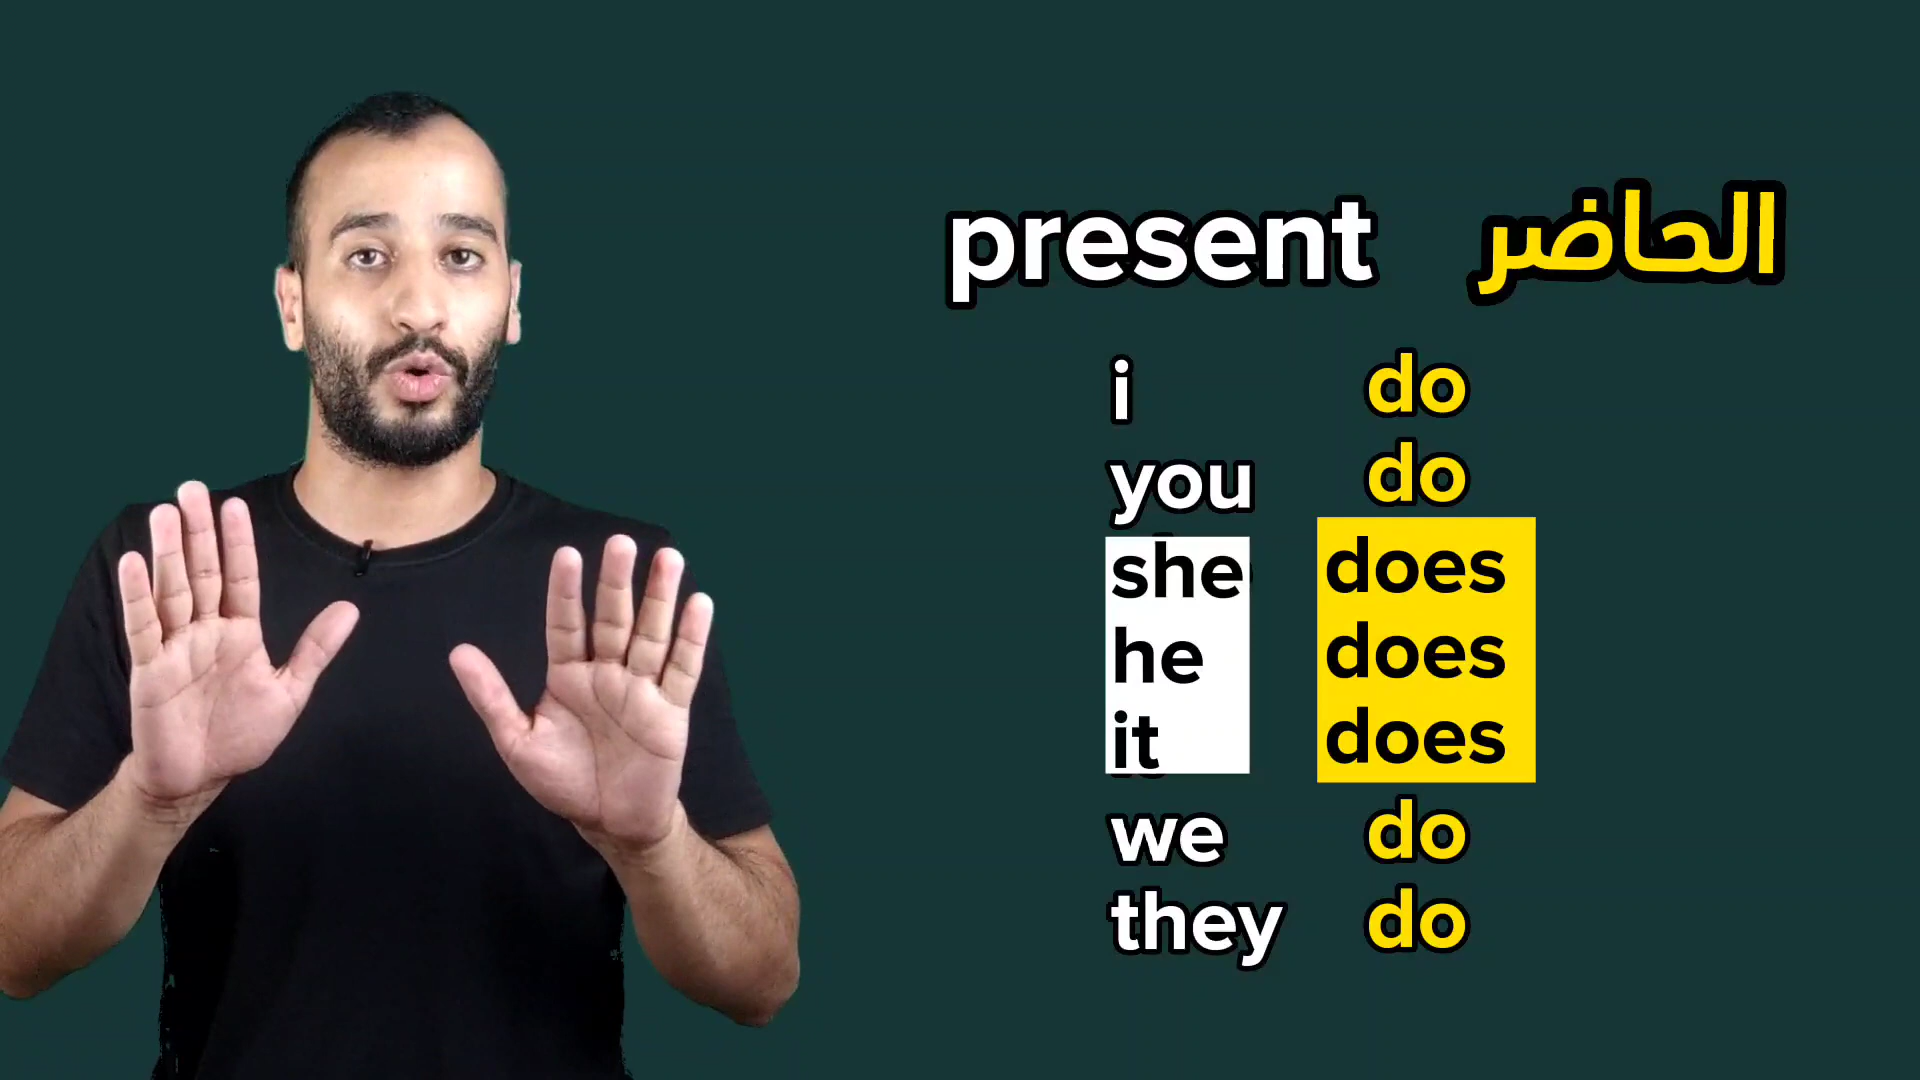 present الحاضر
i do
you do
she does
he does
it does
we do
they do